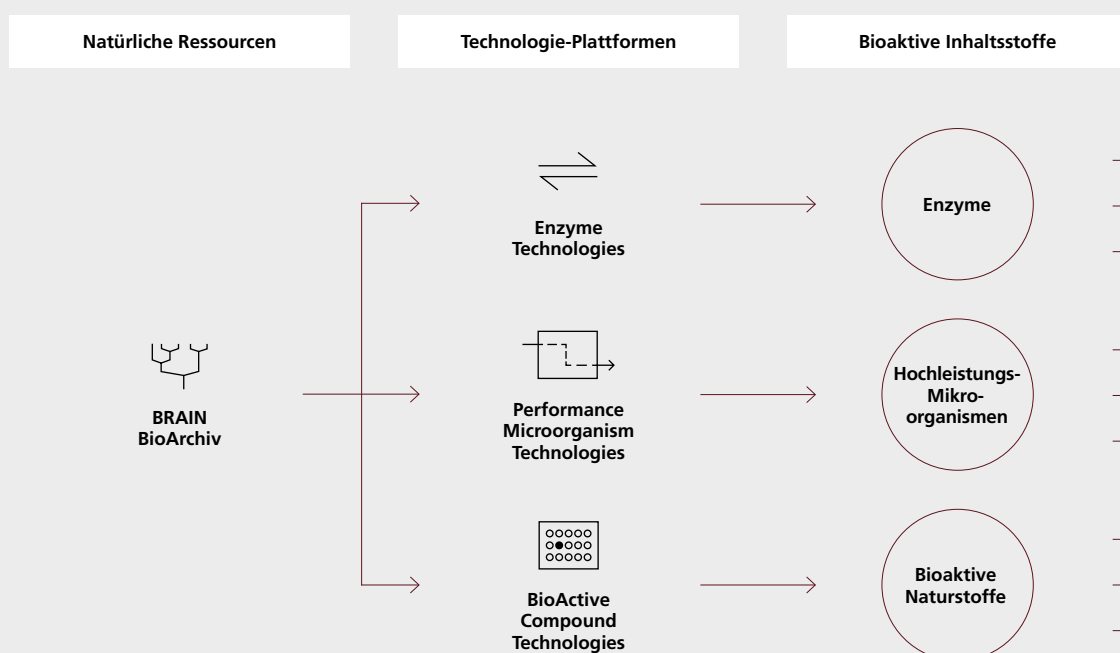 Natürliche Ressourcen
Technologie-Plattformen
Bioaktive Inhaltsstoffe
Enzyme
Technologies
Enzyme
BRAIN
BioArchiv
Performance
Microorganism
Technologies
Hochleistungs-
Mikro-
organismen
BioActive
Compound
Technologies
Bioaktive
Naturstoffe